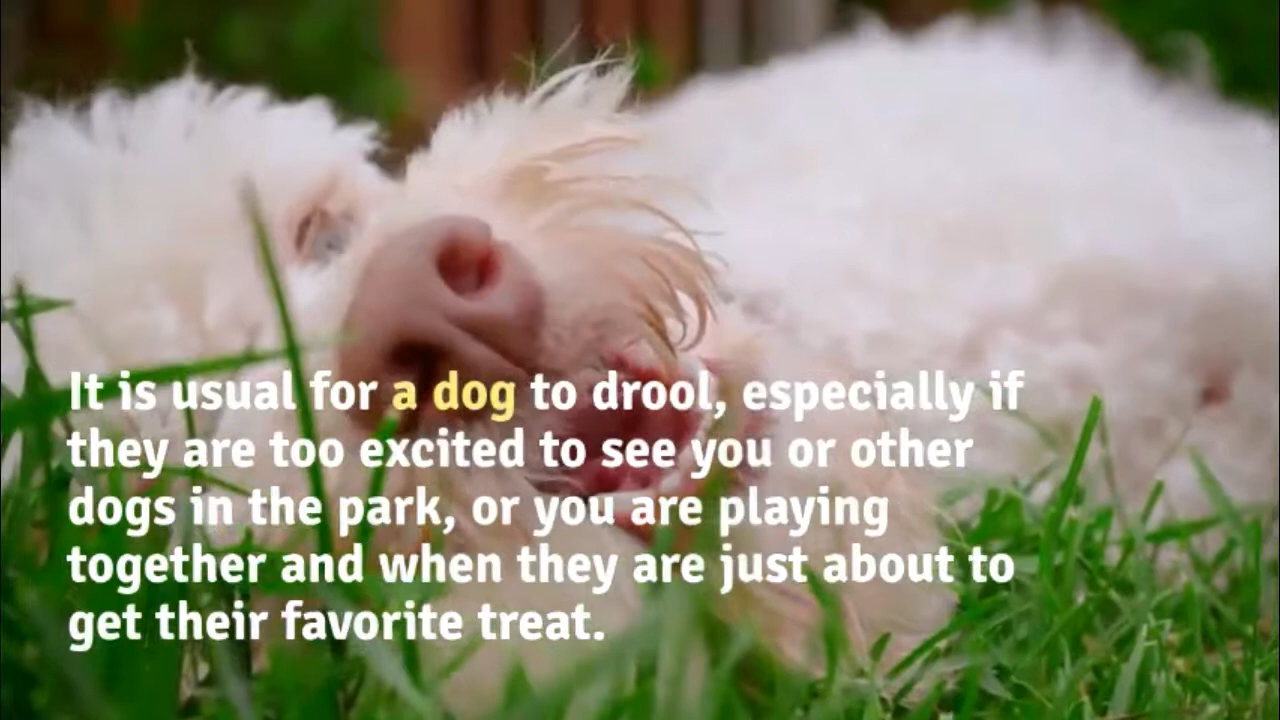 It is usual for a dog to drool, especially if
they are too excited to see you or other
dogs in the park, or you are playing
together and when they are just about to
get their favorite treat.